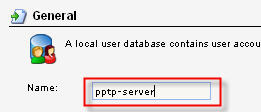 General
A local user database contains user accou
Name:
pptp-server